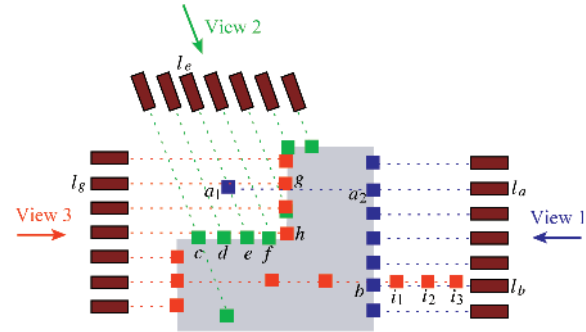 View 2
l_e
l_g
a_1
g
a_2
l_a
View 3
h
View 1
c d e f
b
i_1 i_2 i_3
l_b